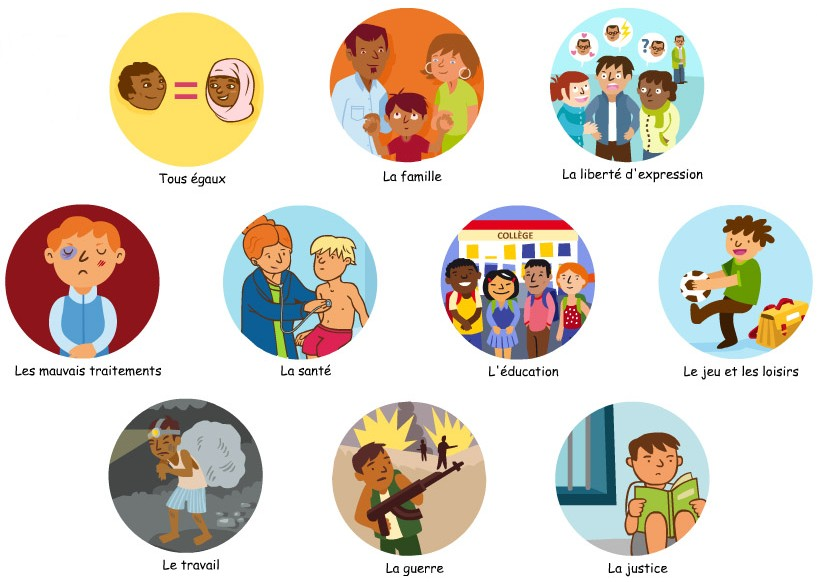 Tous égaux
La famille
La liberté d'expression
?
COLLÈGE
Les mauvais traitements
La santé
L'éducation
Le jeu et les loisirs
Le travail
La guerre
La justice